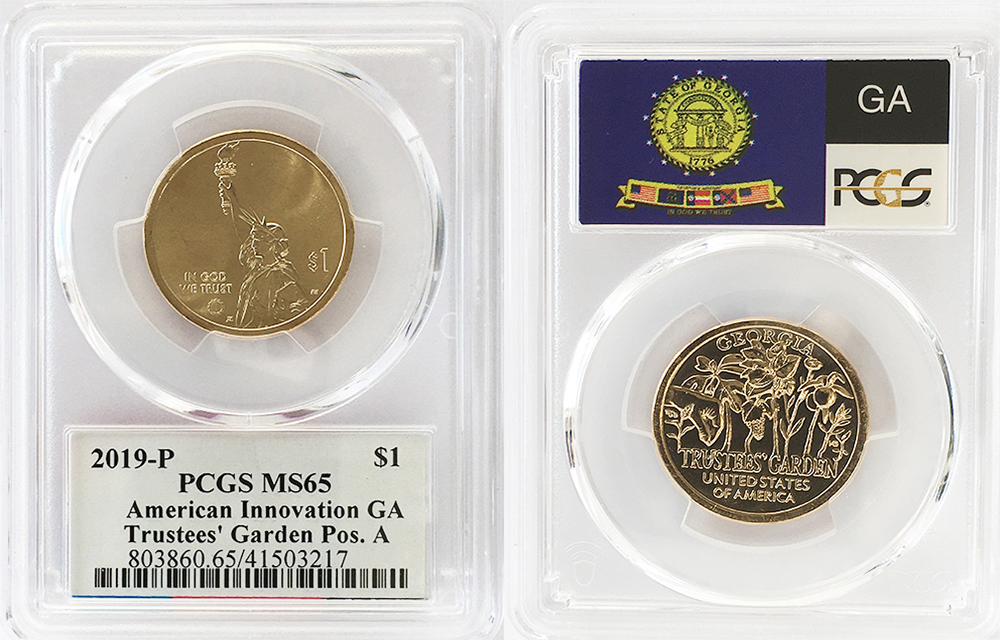 IN GOD
WE TRUST
$1
2019-P $1
PCGS MS65
American Innovation GA
Trustees' Garden Pos. A
803860.65/41503217
STATE OF GEORGIA
1776
IN GOD WE TRUST
GA
PCGS
GEORGIA
TRUSTEES' GARDEN
UNITED STATES
OF AMERICA